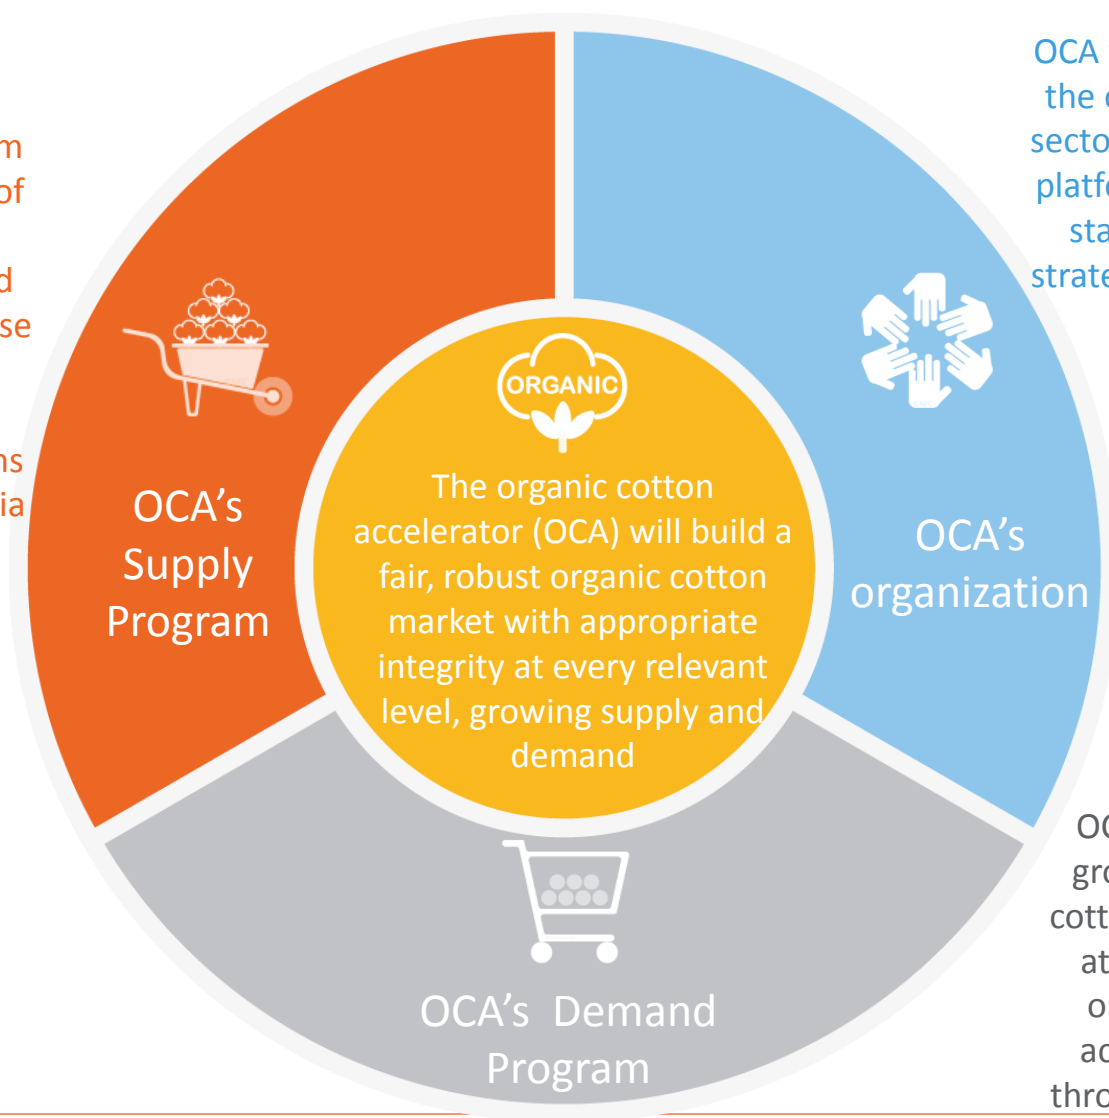 m
of
d
se
ns
ia
OCA
the
secto
platf
sta
strate
OCA's
Supply
Program
ORGANIC
The organic cotton
accelerator (OCA) will build a
fair, robust organic cotton
market with appropriate
integrity at every relevant
level, growing supply and
demand
OCA's
organization
OCA's Demand
Program
OC
gro
cott
at
o
ac
thro